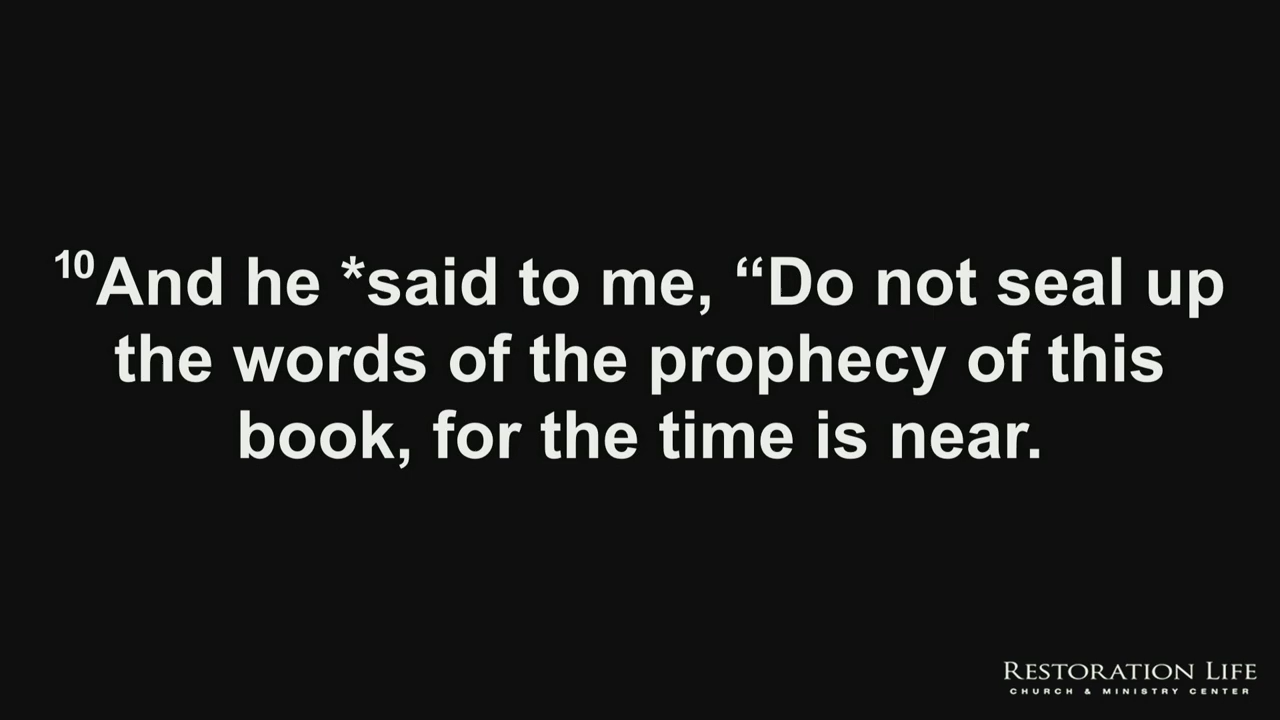 10And he *said to me, “Do not seal up
the words of the prophecy of this
book, for the time is near.
RESTORATION LIFE
CHURCH & MINISTRY CENTER